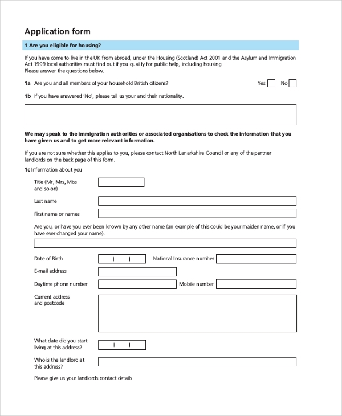 Application form
1 Are you eligible for housing?
If you have come to live in the UK from abroad, under the Housing (Scotland) Act 2001 and the Asylum and Immigration
Act 1999 local authorities must find out if you qualify for public help, including housing.
Please answer the questions below.
1a Are you and all members of your household British citizens? Yes No
1b If you have answered 'No', please tell us your and their nationality.
We may speak to the immigration authorities or associated organisations to check the information that you
have given us and to get more relevant information.
If you are not sure whether this applies to you, please contact North Lanarkshire Council or any of the partner
landlords on the back page of this form.
1c Information about you
Title (Mr, Mrs, Miss
and so on)
Last name
First name or names
Are you, or have you ever been, known by any other name (an example of this could be your maiden name, or if you
have ever changed your name)
Date of Birth National Insurance number
E-mail address
Daytime phone number Mobile number
Current address
and postcode
What date did you start
living at this address?
Who is the landlord at
this address?
Please give us your landlord's contact details